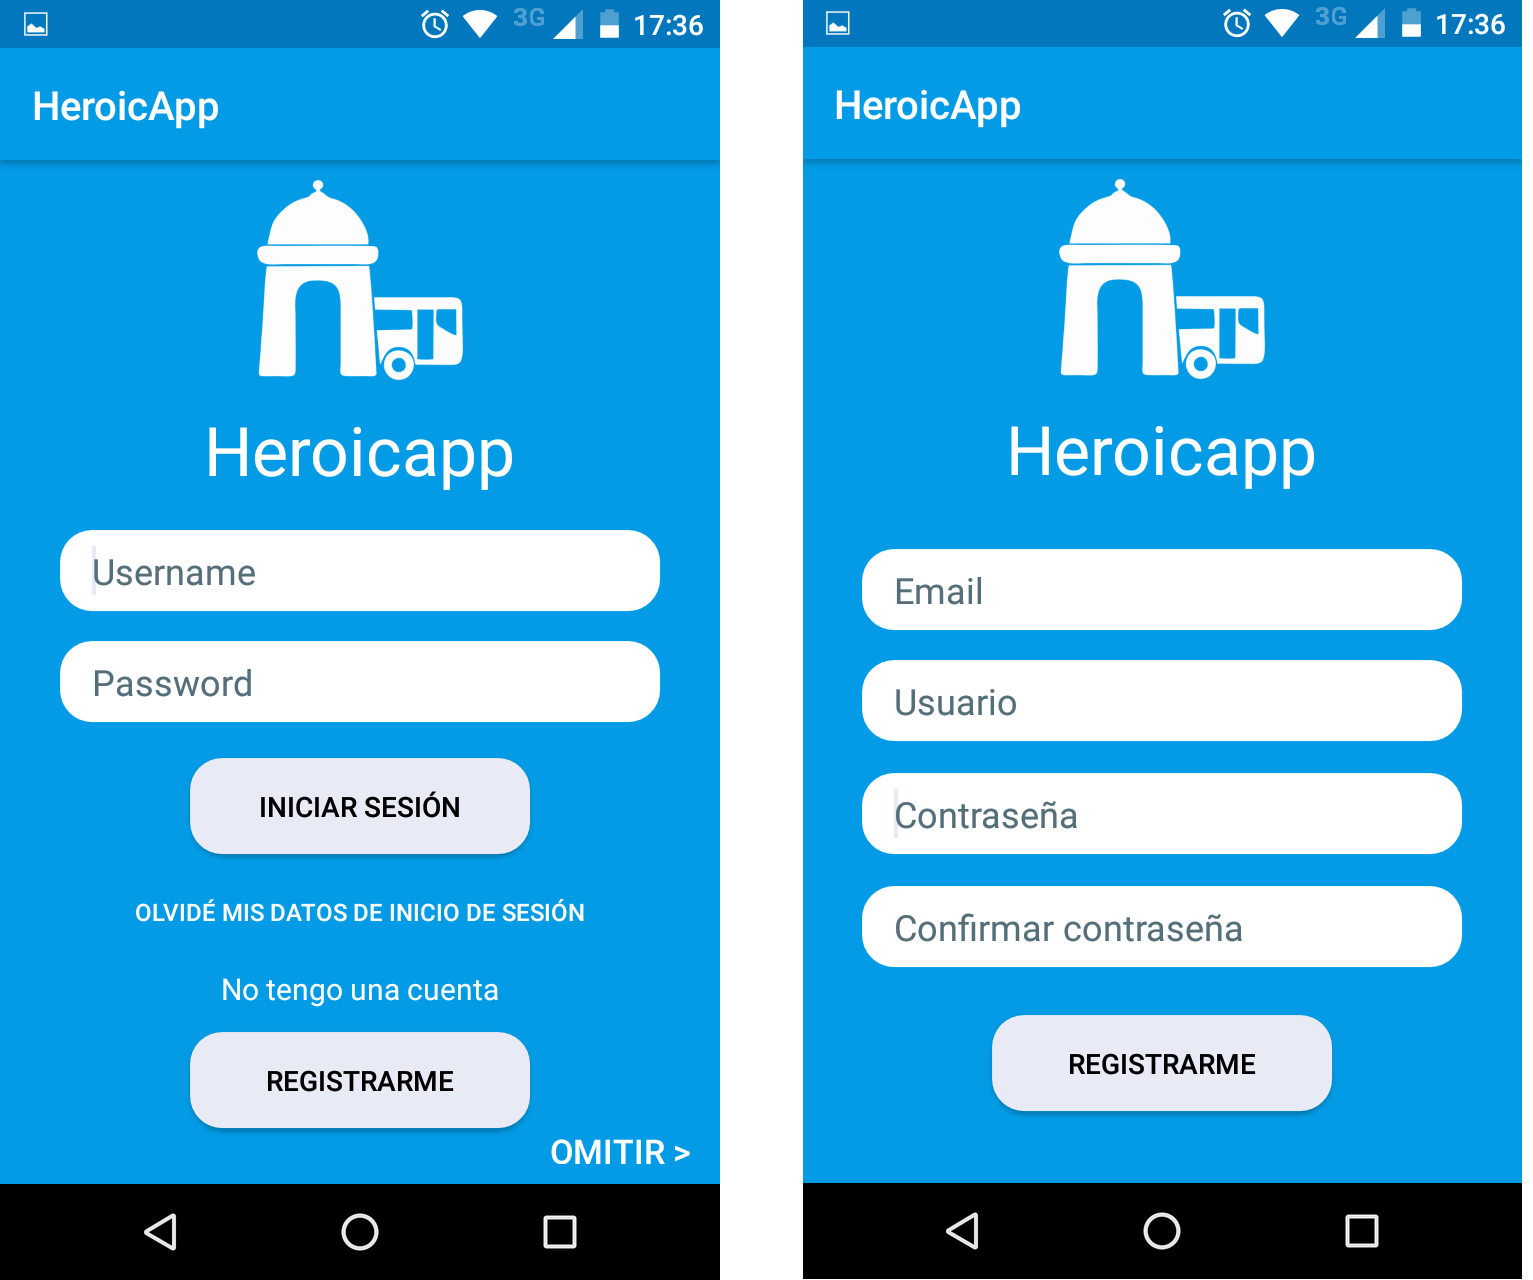 3G 17:36
HeroicApp
Heroicapp
Username
Password
INICIAR SESIÓN
OLVIDÉ MIS DATOS DE INICIO DE SESIÓN
No tengo una cuenta
REGISTRARME
OMITIR >
3G 17:36
HeroicApp
Heroicapp
Email
Usuario
Contraseña
Confirmar contraseña
REGISTRARME